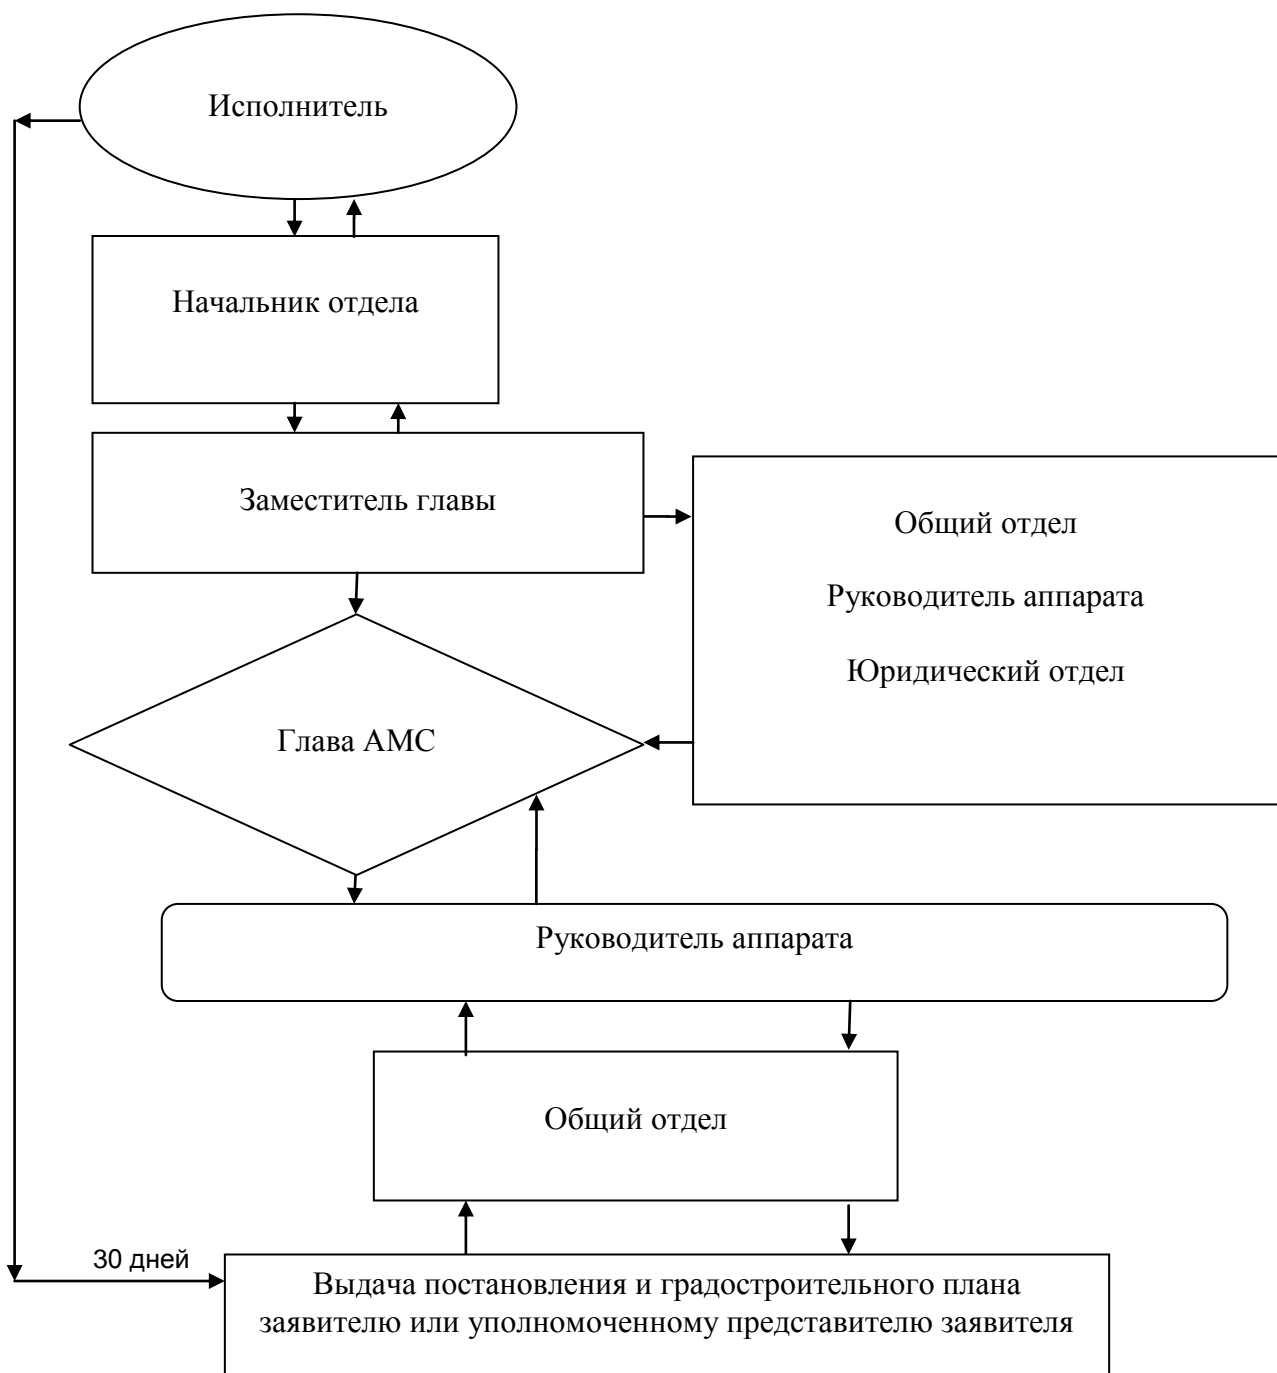 Исполнитель
Начальник отдела
Заместитель главы
Общий отдел
Руководитель аппарата
Юридический отдел
Глава АМС
Руководитель аппарата
Общий отдел
30 дней
Выдача постановления и градостроительного плана
заявителю или уполномоченному представителю заявителя